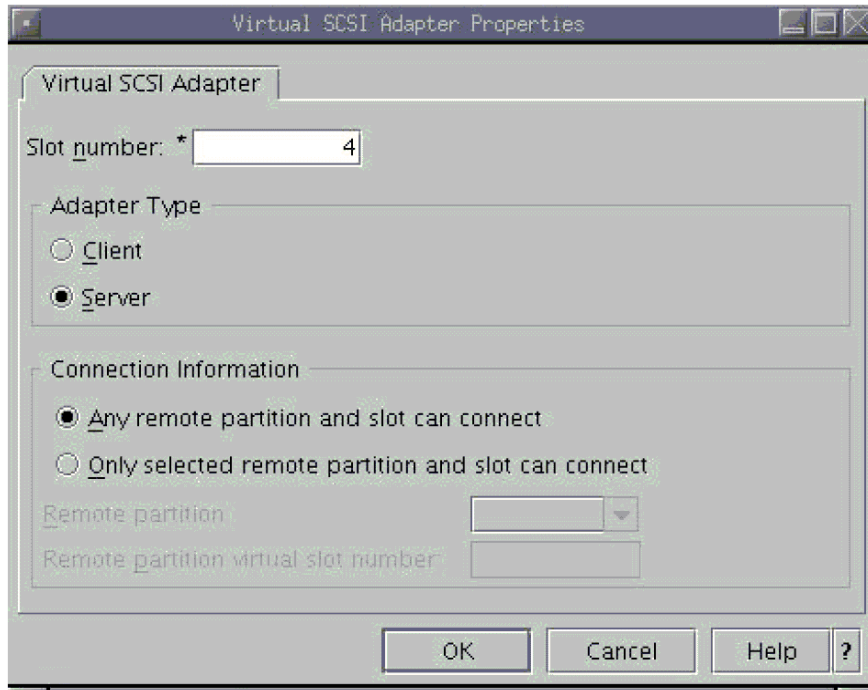 Virtual SCSI Adapter Properties
Virtual SCSI Adapter
Slot number: * 4
Adapter Type
Client
Server
Connection Information
Any remote partition and slot can connect
Only selected remote partition and slot can connect
Remote partition
Remote partition virtual slot number
OK Cancel Help ?